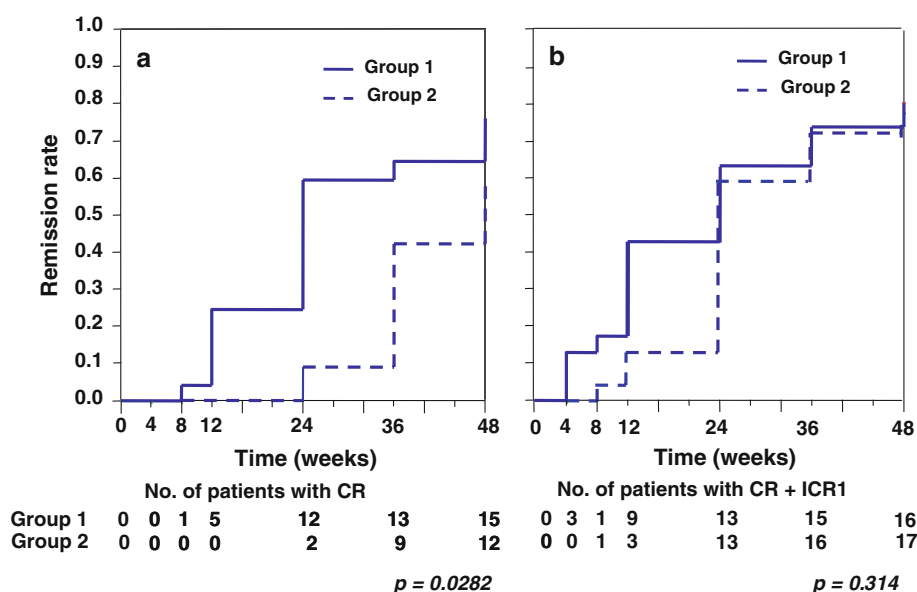 a
Group 1
Group 2
Remission rate
1.0
0.9
0.8
0.7
0.6
0.5
0.4
0.3
0.2
0.1
0.0
0 4 8 12 24 36 48
Time (weeks)
No. of patients with CR
Group 1 0 0 1 5 12 13 15
Group 2 0 0 0 0 2 9 12
p = 0.0282
b
Group 1
Group 2
0 4 8 12 24 36 48
Time (weeks)
No. of patients with CR + ICR1
0 3 1 9 13 15 16
0 0 1 3 13 16 17
p = 0.314